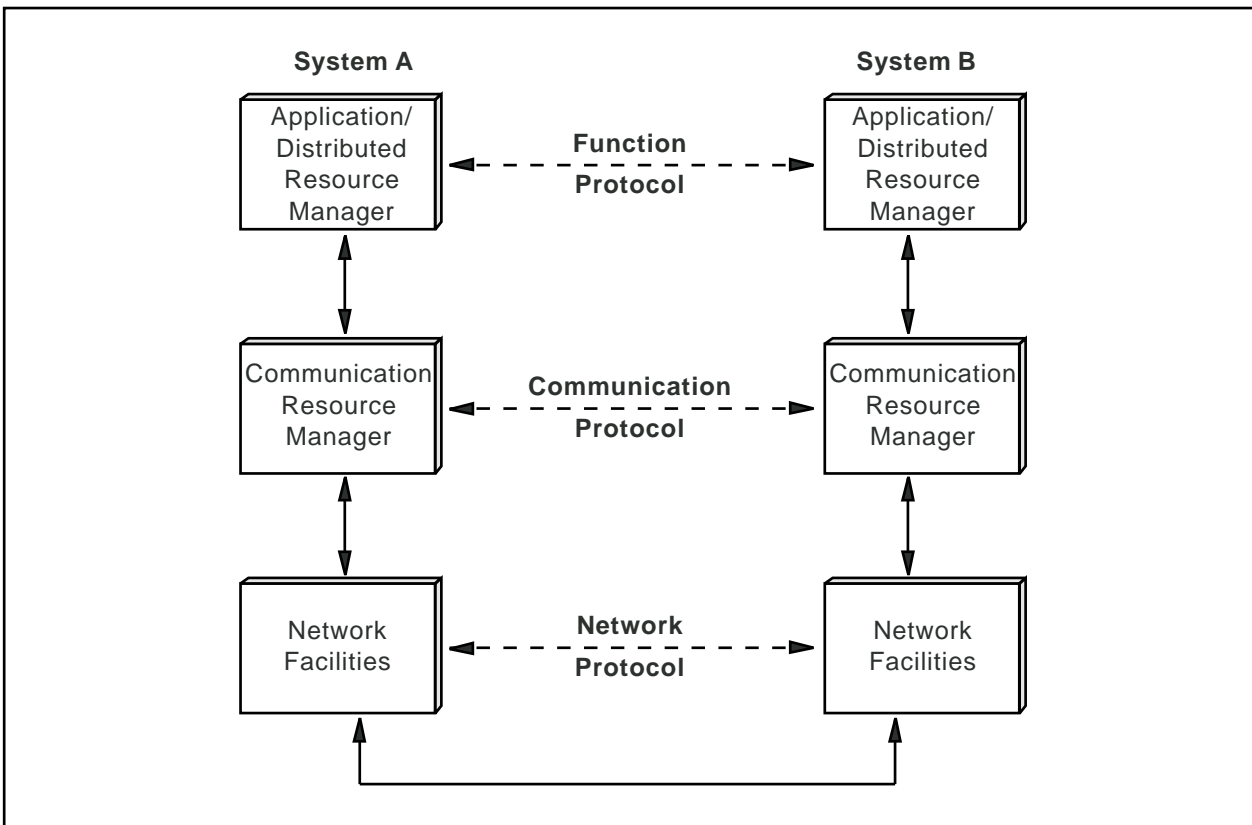 System A
System B
Application/
Distributed
Resource
Manager
Function
Protocol
Application/
Distributed
Resource
Manager
Communication
Resource
Manager
Communication
Protocol
Communication
Resource
Manager
Network
Facilities
Network
Protocol
Network
Facilities